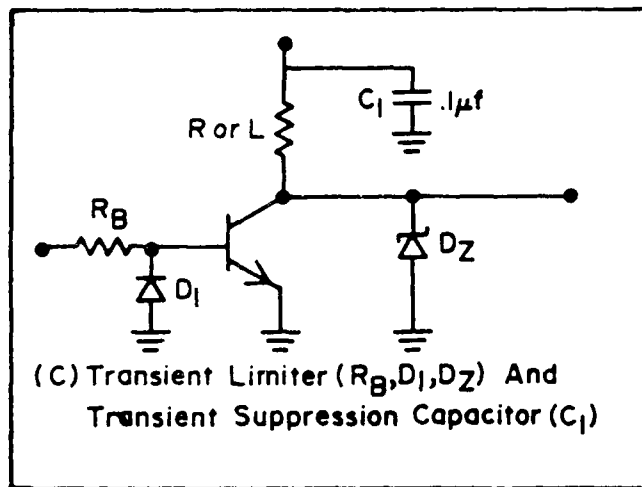 C1 .1µf
R or L
RB
DZ
D1
(C) Transient Limiter (RB,D1,DZ) And
Transient Suppression Capacitor (C1)